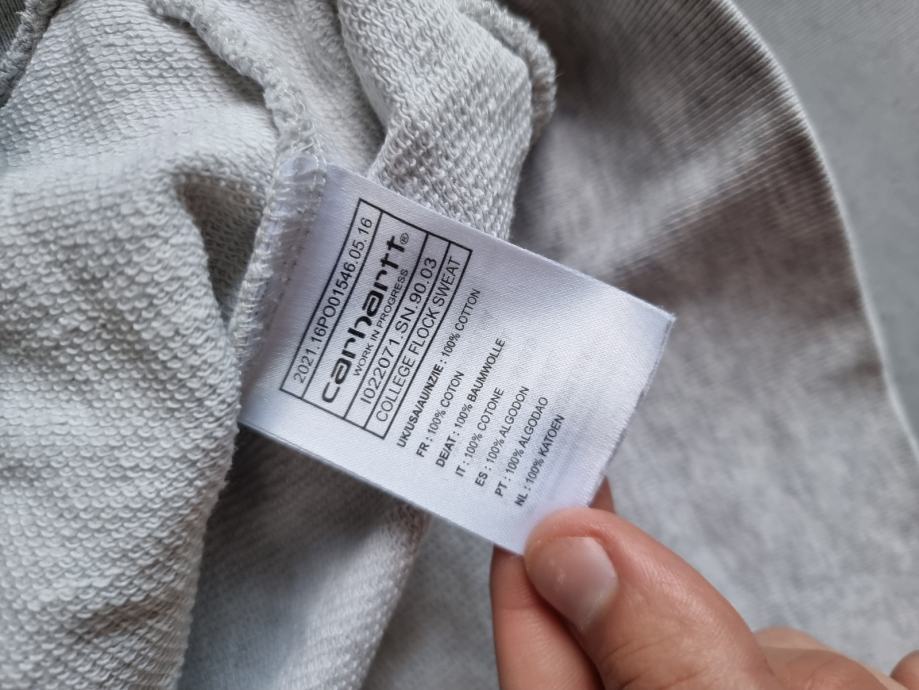 2021.16PO01546.05.16
carhartt®
WORK IN PROGRESS
I022071.SN.90.03
COLLEGE FLOCK SWEAT
UK/USA/AU/NZ/IE : 100% COTTON
FR : 100% COTON
DE/AT : 100% BAUMWOLLE
IT : 100% COTONE
ES : 100% ALGODON
PT : 100% ALGODAO
NL : 100% KATOEN